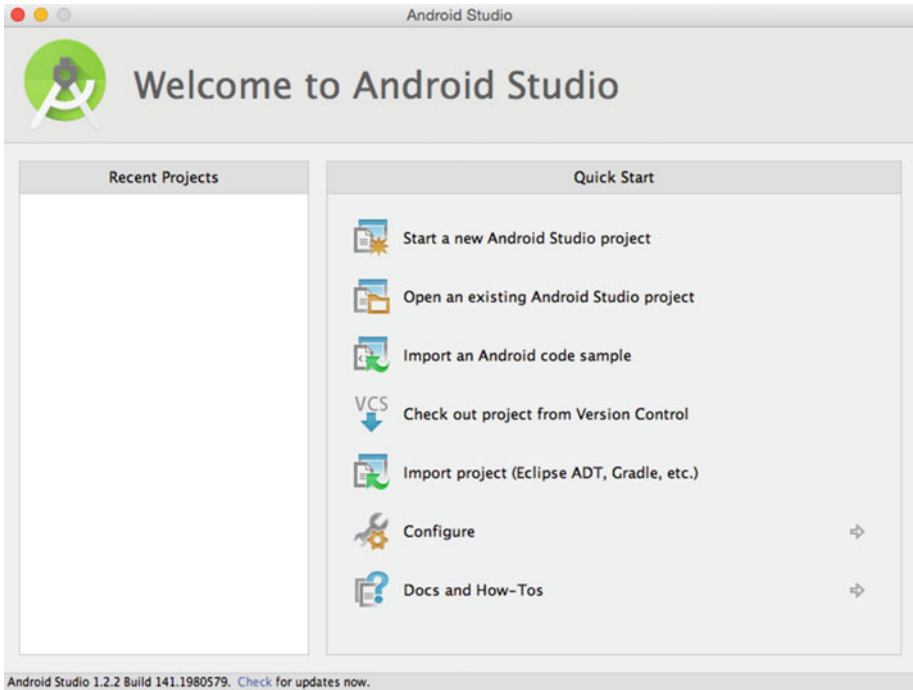 Android Studio
Welcome to Android Studio
Recent Projects
Quick Start
Start a new Android Studio project
Open an existing Android Studio project
Import an Android code sample
VCS
Check out project from Version Control
Import project (Eclipse ADT, Gradle, etc.)
Configure
Docs and How-Tos
Android Studio 1.2.2 Build 141.1980579. Check for updates now.